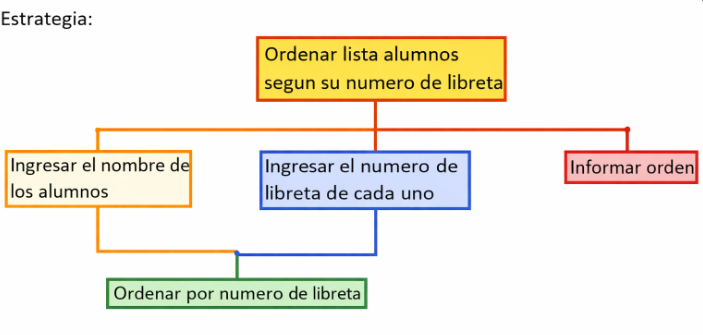 Estrategia:
Ordenar lista alumnos
segun su numero de libreta
Ingresar el nombre de
los alumnos
Ingresar el numero de
libreta de cada uno
Informar orden
Ordenar por numero de libreta